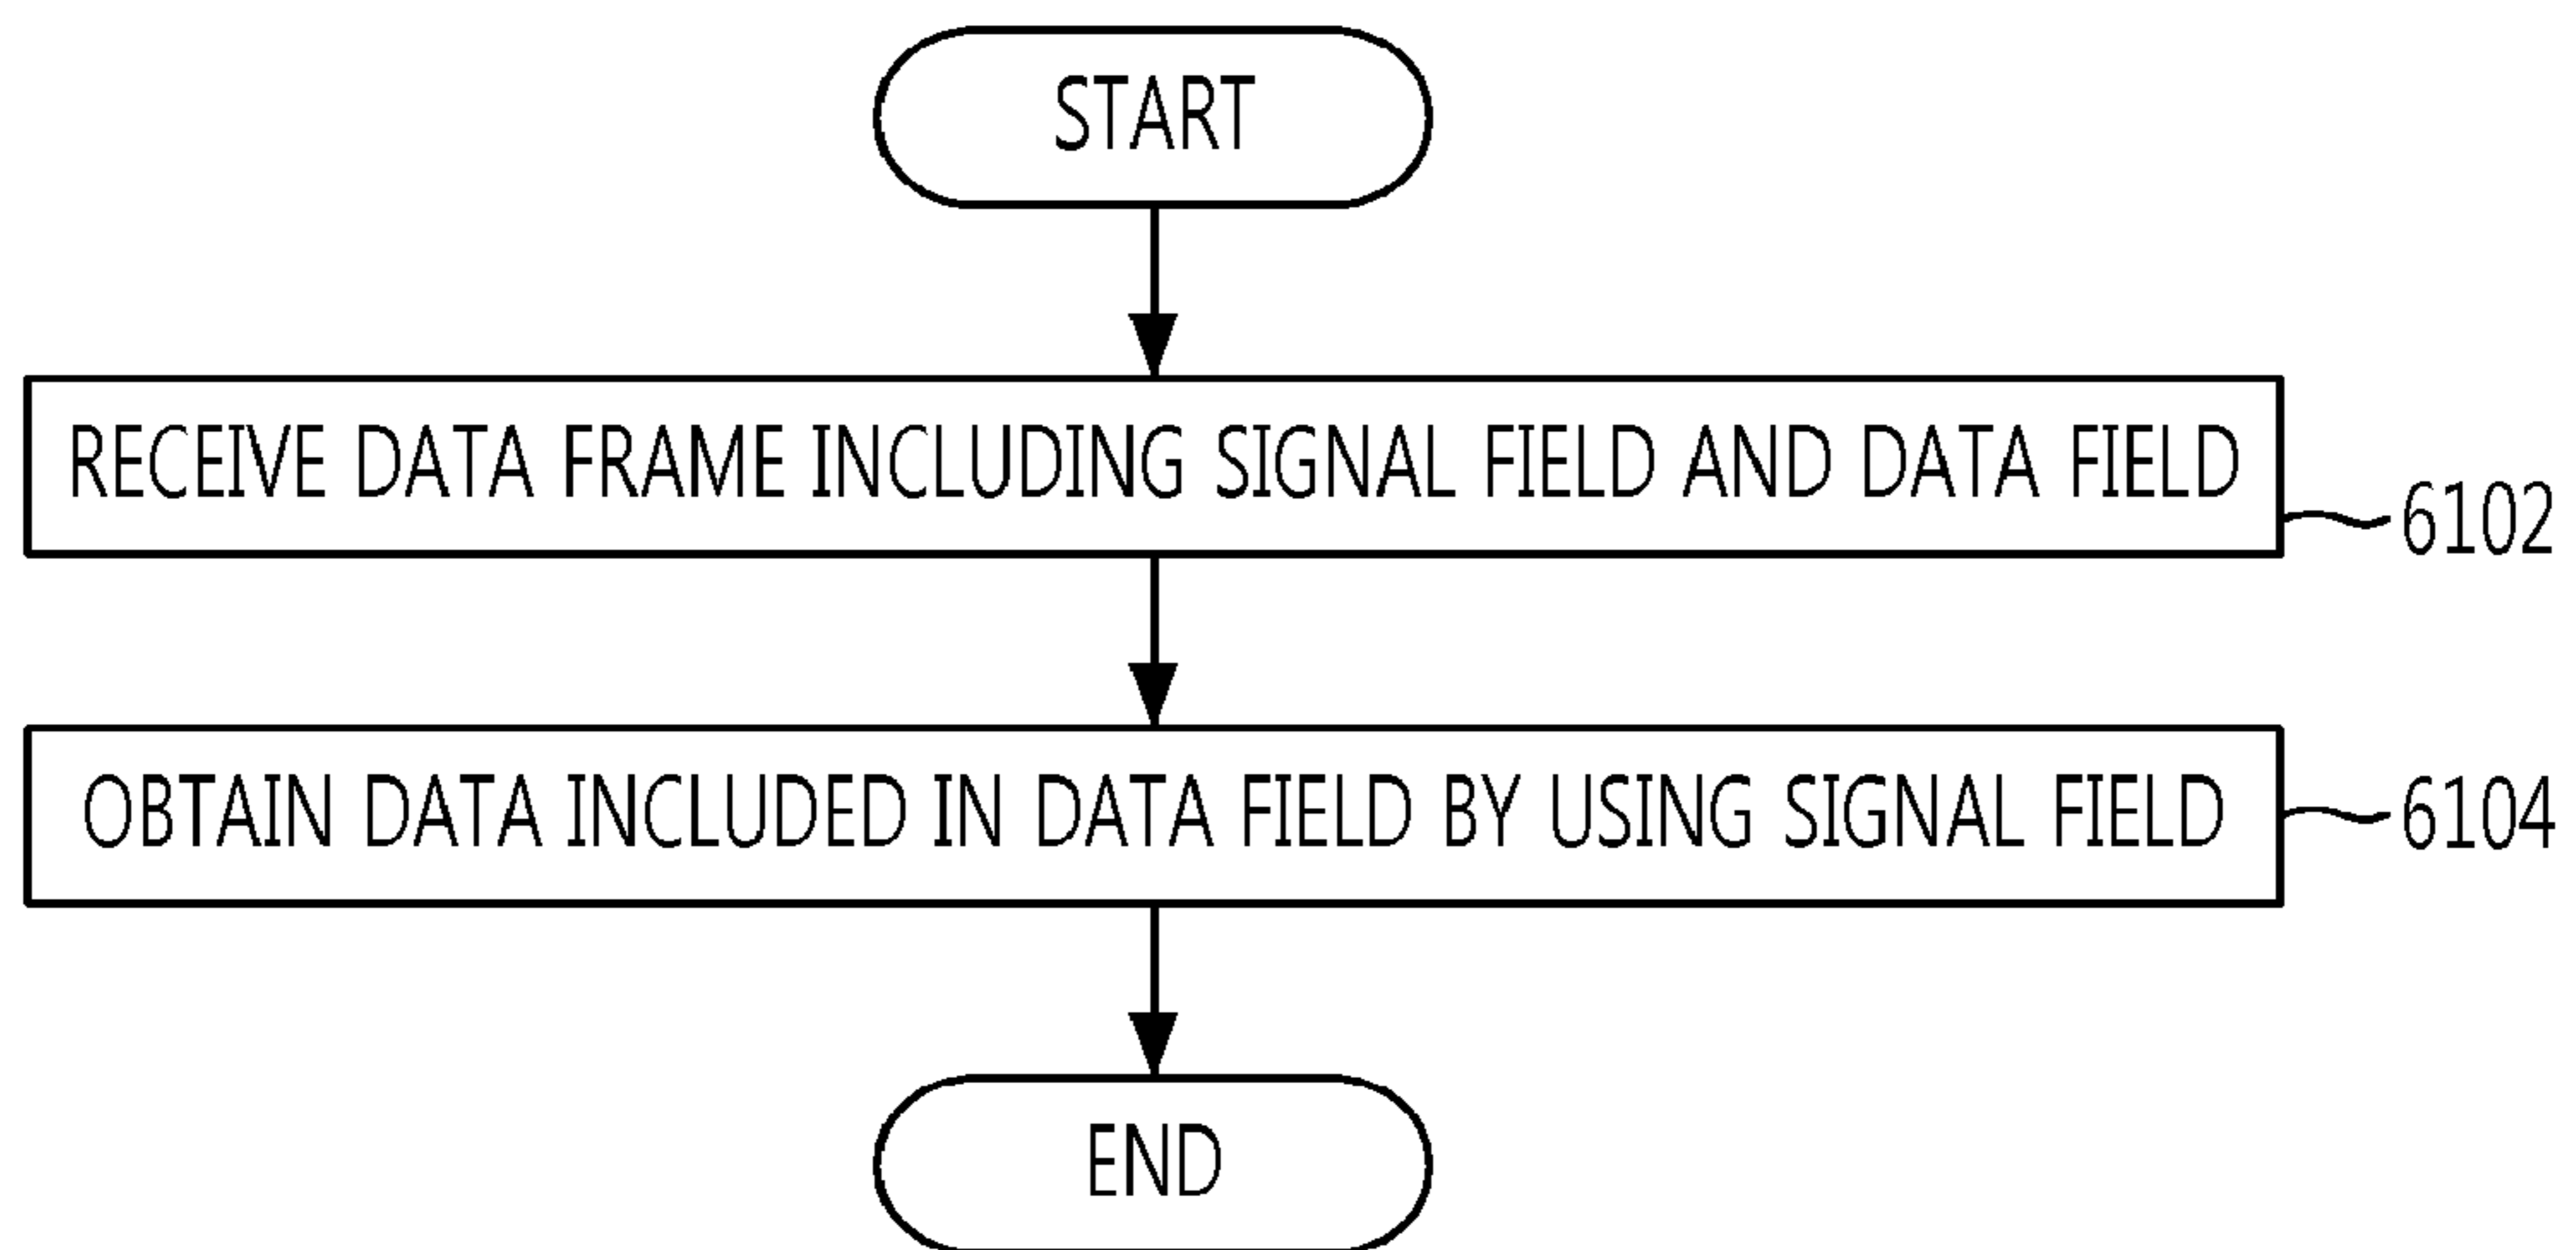 START
RECEIVE DATA FRAME INCLUDING SIGNAL FIELD AND DATA FIELD
6102
OBTAIN DATA INCLUDED IN DATA FIELD BY USING SIGNAL FIELD
6104
END